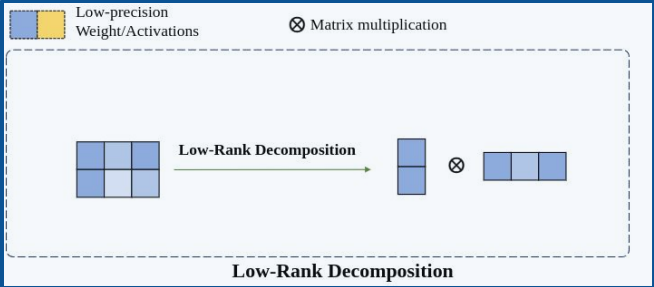 Low-precision
Weight/Activations
Matrix multiplication
Low-Rank Decomposition
Low-Rank Decomposition